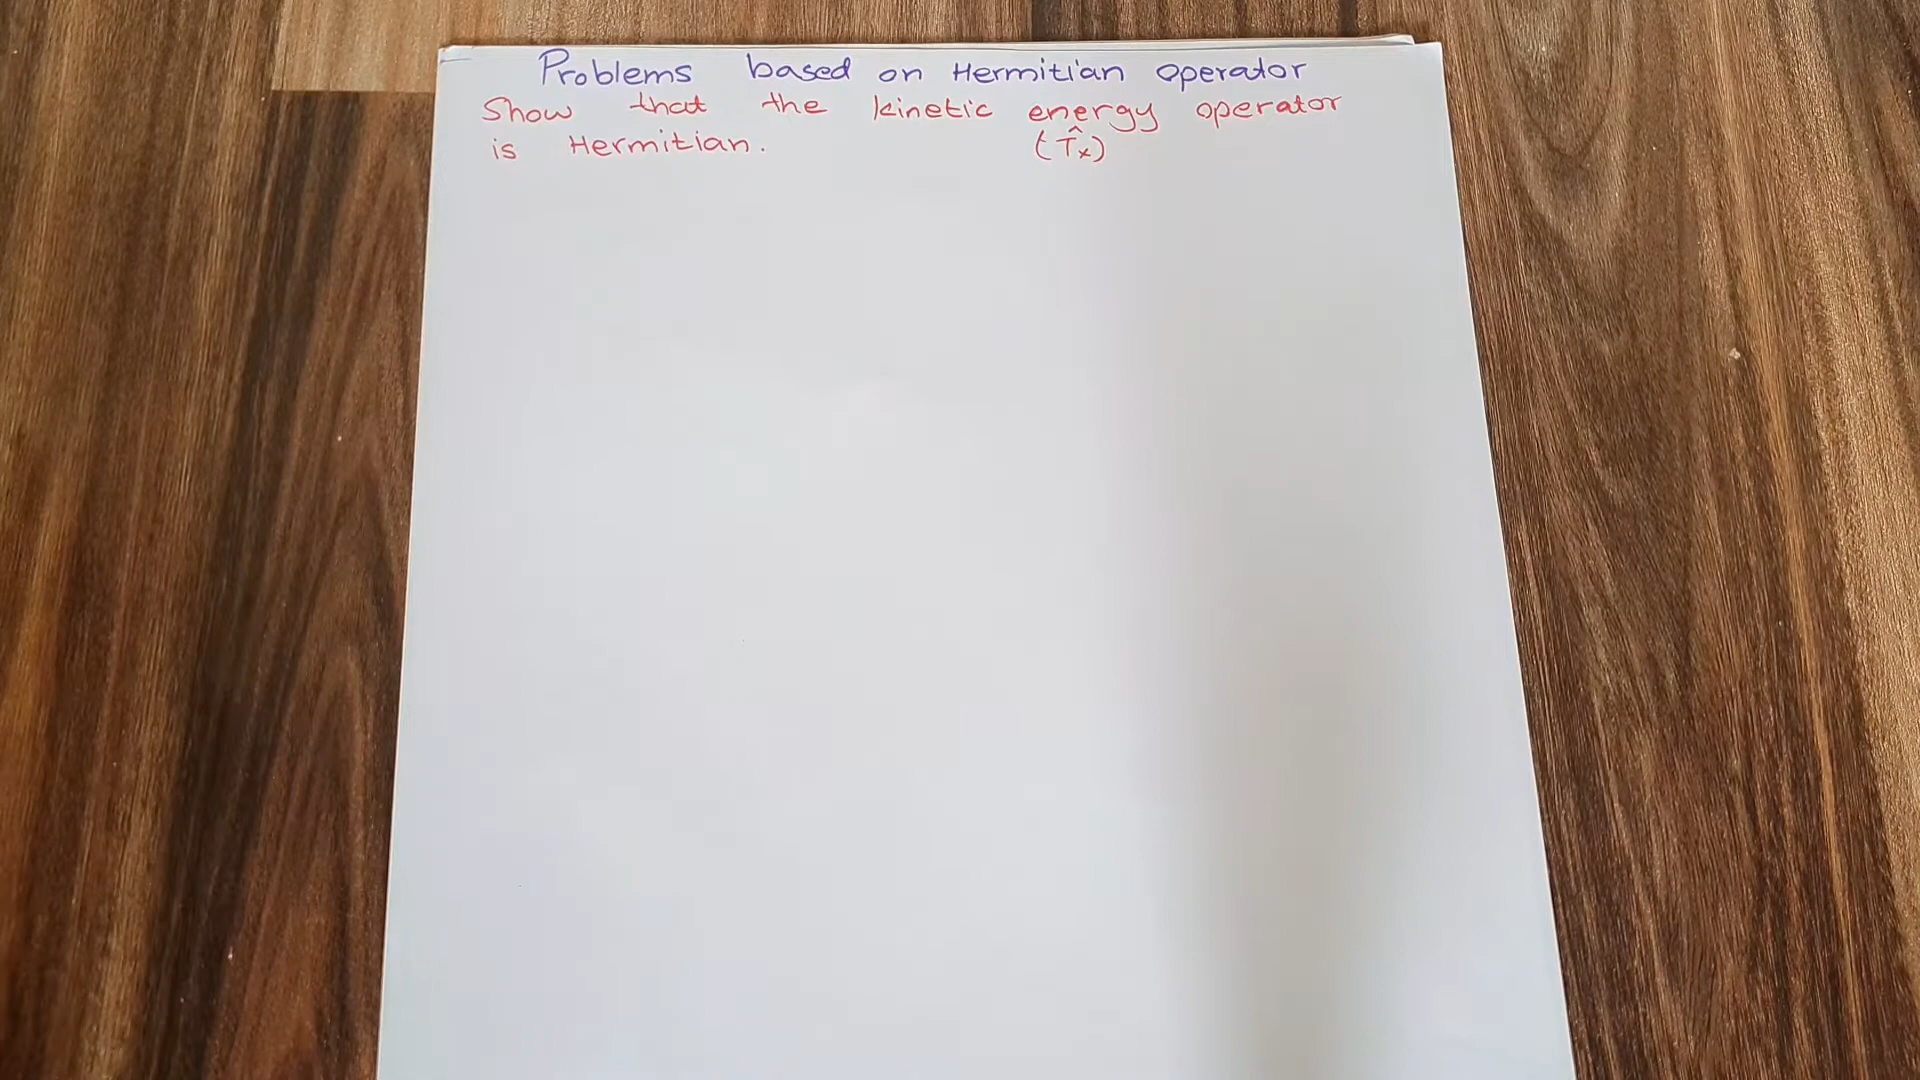 Problems based on Hermitian operator
Show that the kinetic energy operator
is Hermitian. (T̂ₓ)